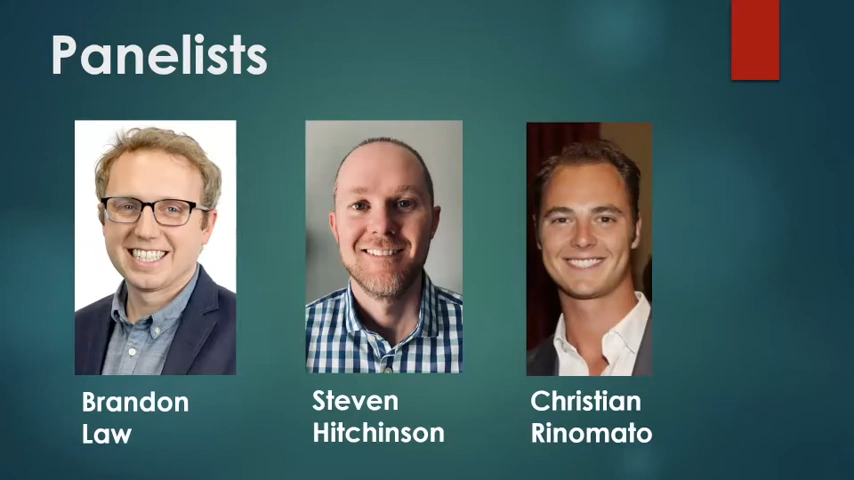 Panelists
Brandon
Law
Steven
Hitchinson
Christian
Rinomato